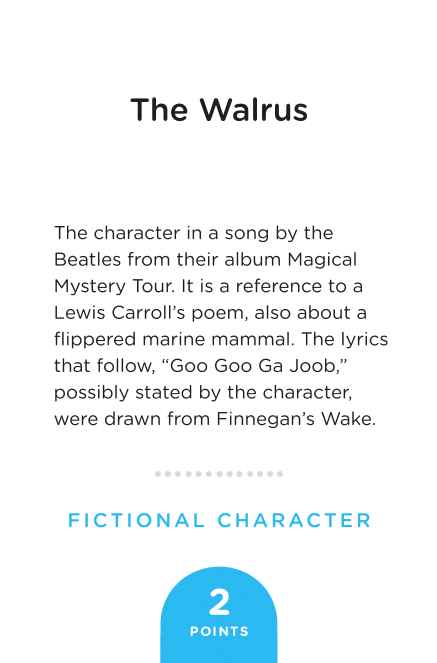 The Walrus
The character in a song by the
Beatles from their album Magical
Mystery Tour. It is a reference to a
Lewis Carroll’s poem, also about a
flippered marine mammal. The lyrics
that follow, “Goo Goo Ga Joob,”
possibly stated by the character,
were drawn from Finnegan’s Wake.
FICTIONAL CHARACTER
2
POINTS